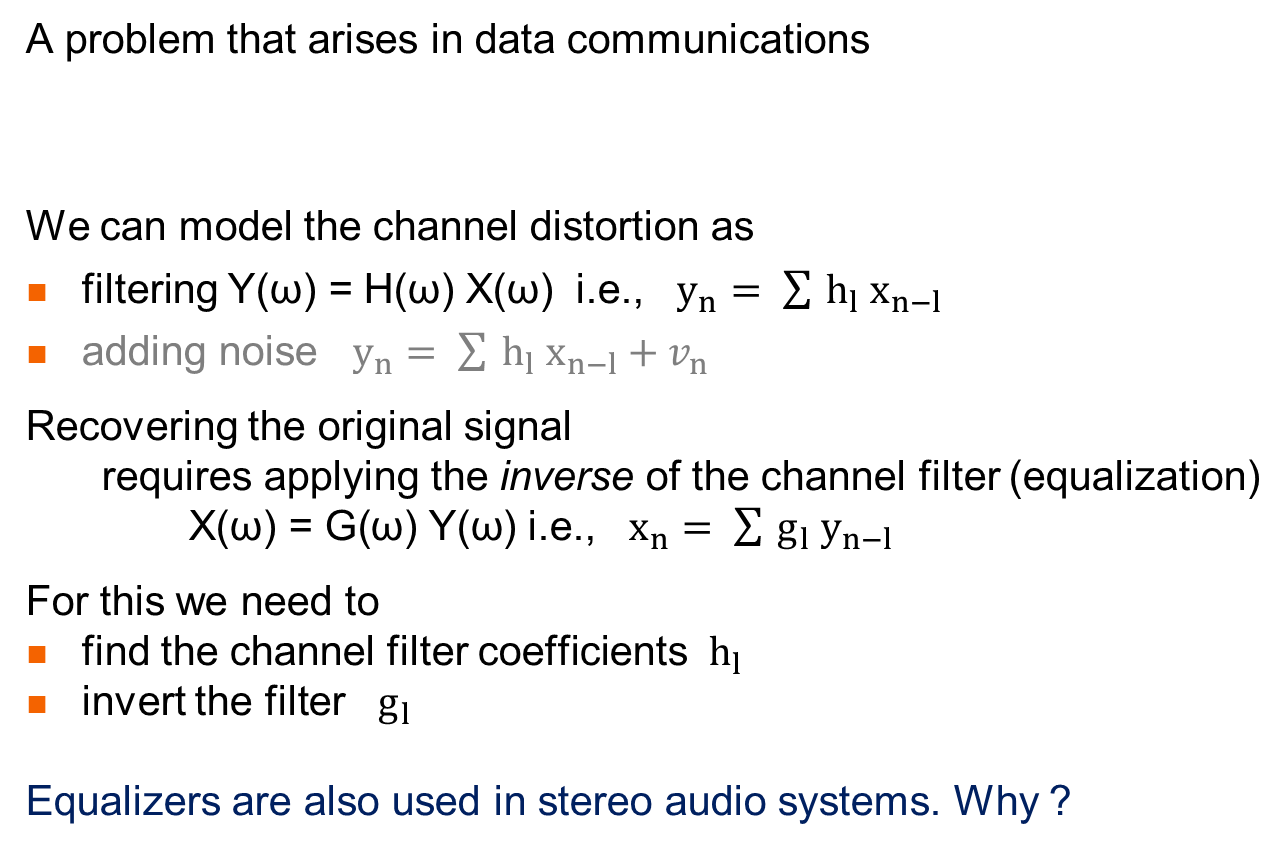 A problem that arises in data communications
We can model the channel distortion as
▪ filtering Y(ω) = H(ω) X(ω) i.e., yₙ = ∑ hₗ xₙ₋ₗ
▪ adding noise yₙ = ∑ hₗ xₙ₋ₗ + 𝑣ₙ
Recovering the original signal
requires applying the inverse of the channel filter (equalization)
X(ω) = G(ω) Y(ω) i.e., xₙ = ∑ gₗ yₙ₋ₗ
For this we need to
▪ find the channel filter coefficients hₗ
▪ invert the filter gₗ
Equalizers are also used in stereo audio systems. Why ?